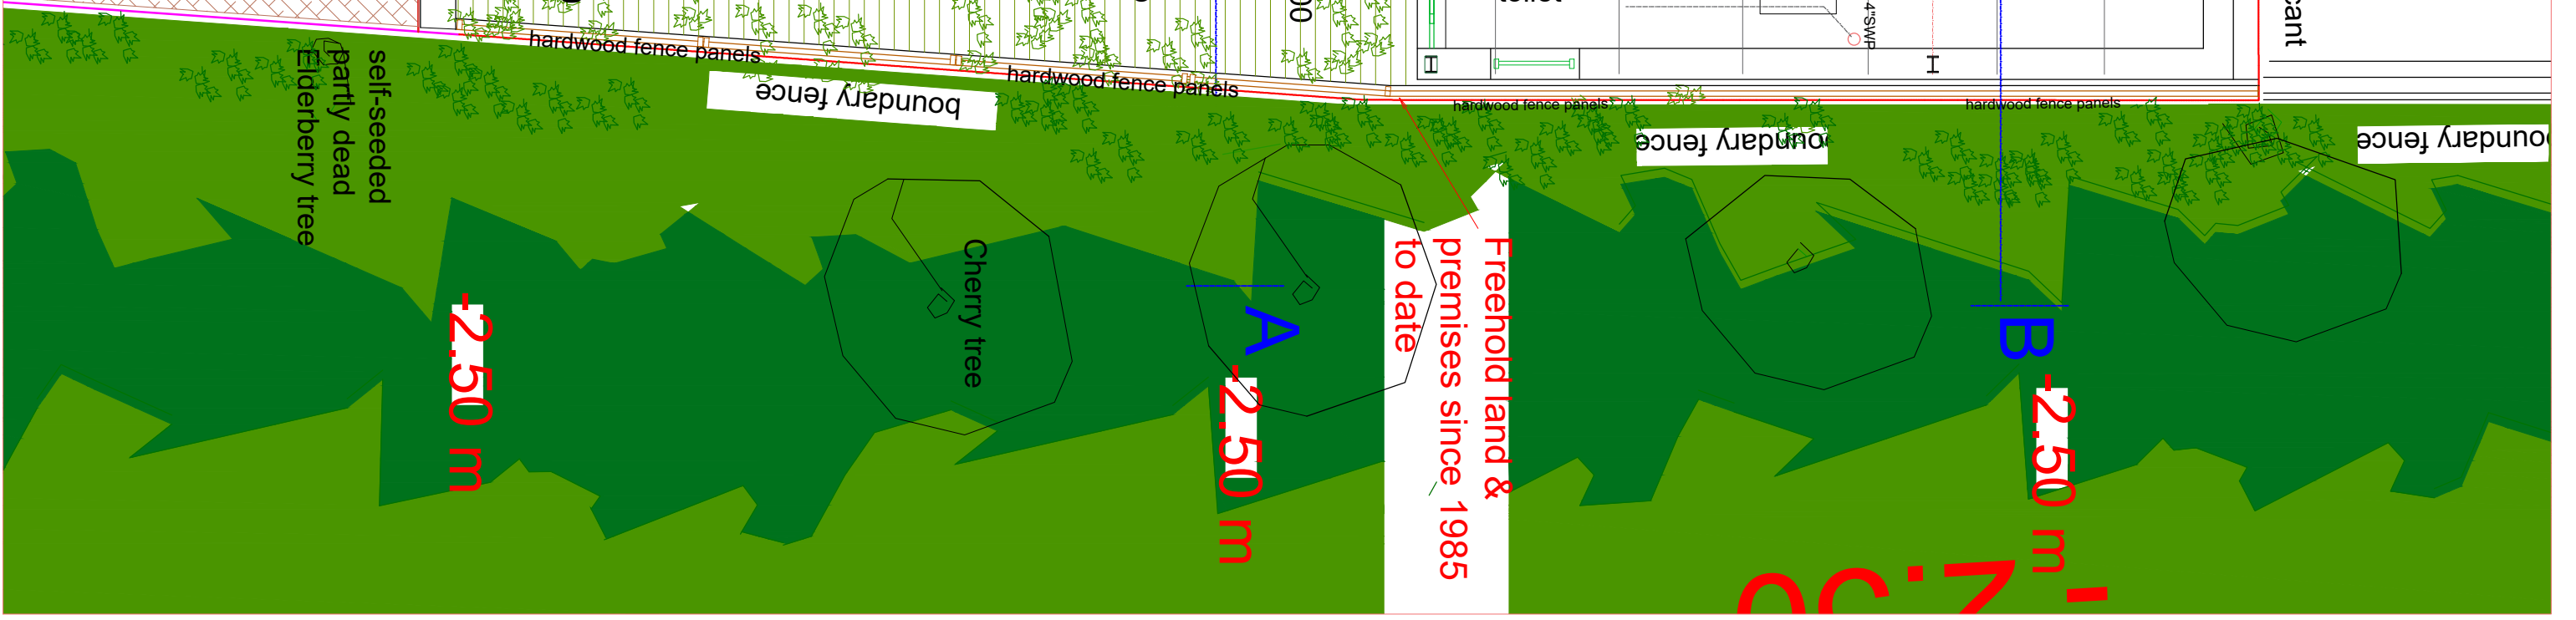 hardwood fence panels
hardwood fence panels
hardwood fence panels
hardwood fence panels
boundary fence
boundary fence
boundary fence
00
toilet
4"SWP
H
H
cant
self-seeded
partly dead
Elderberry tree
Cherry tree
Freehold land &
premises since 1985
to date
A
B
-2.50 m
-2.50 m
-2.50 m